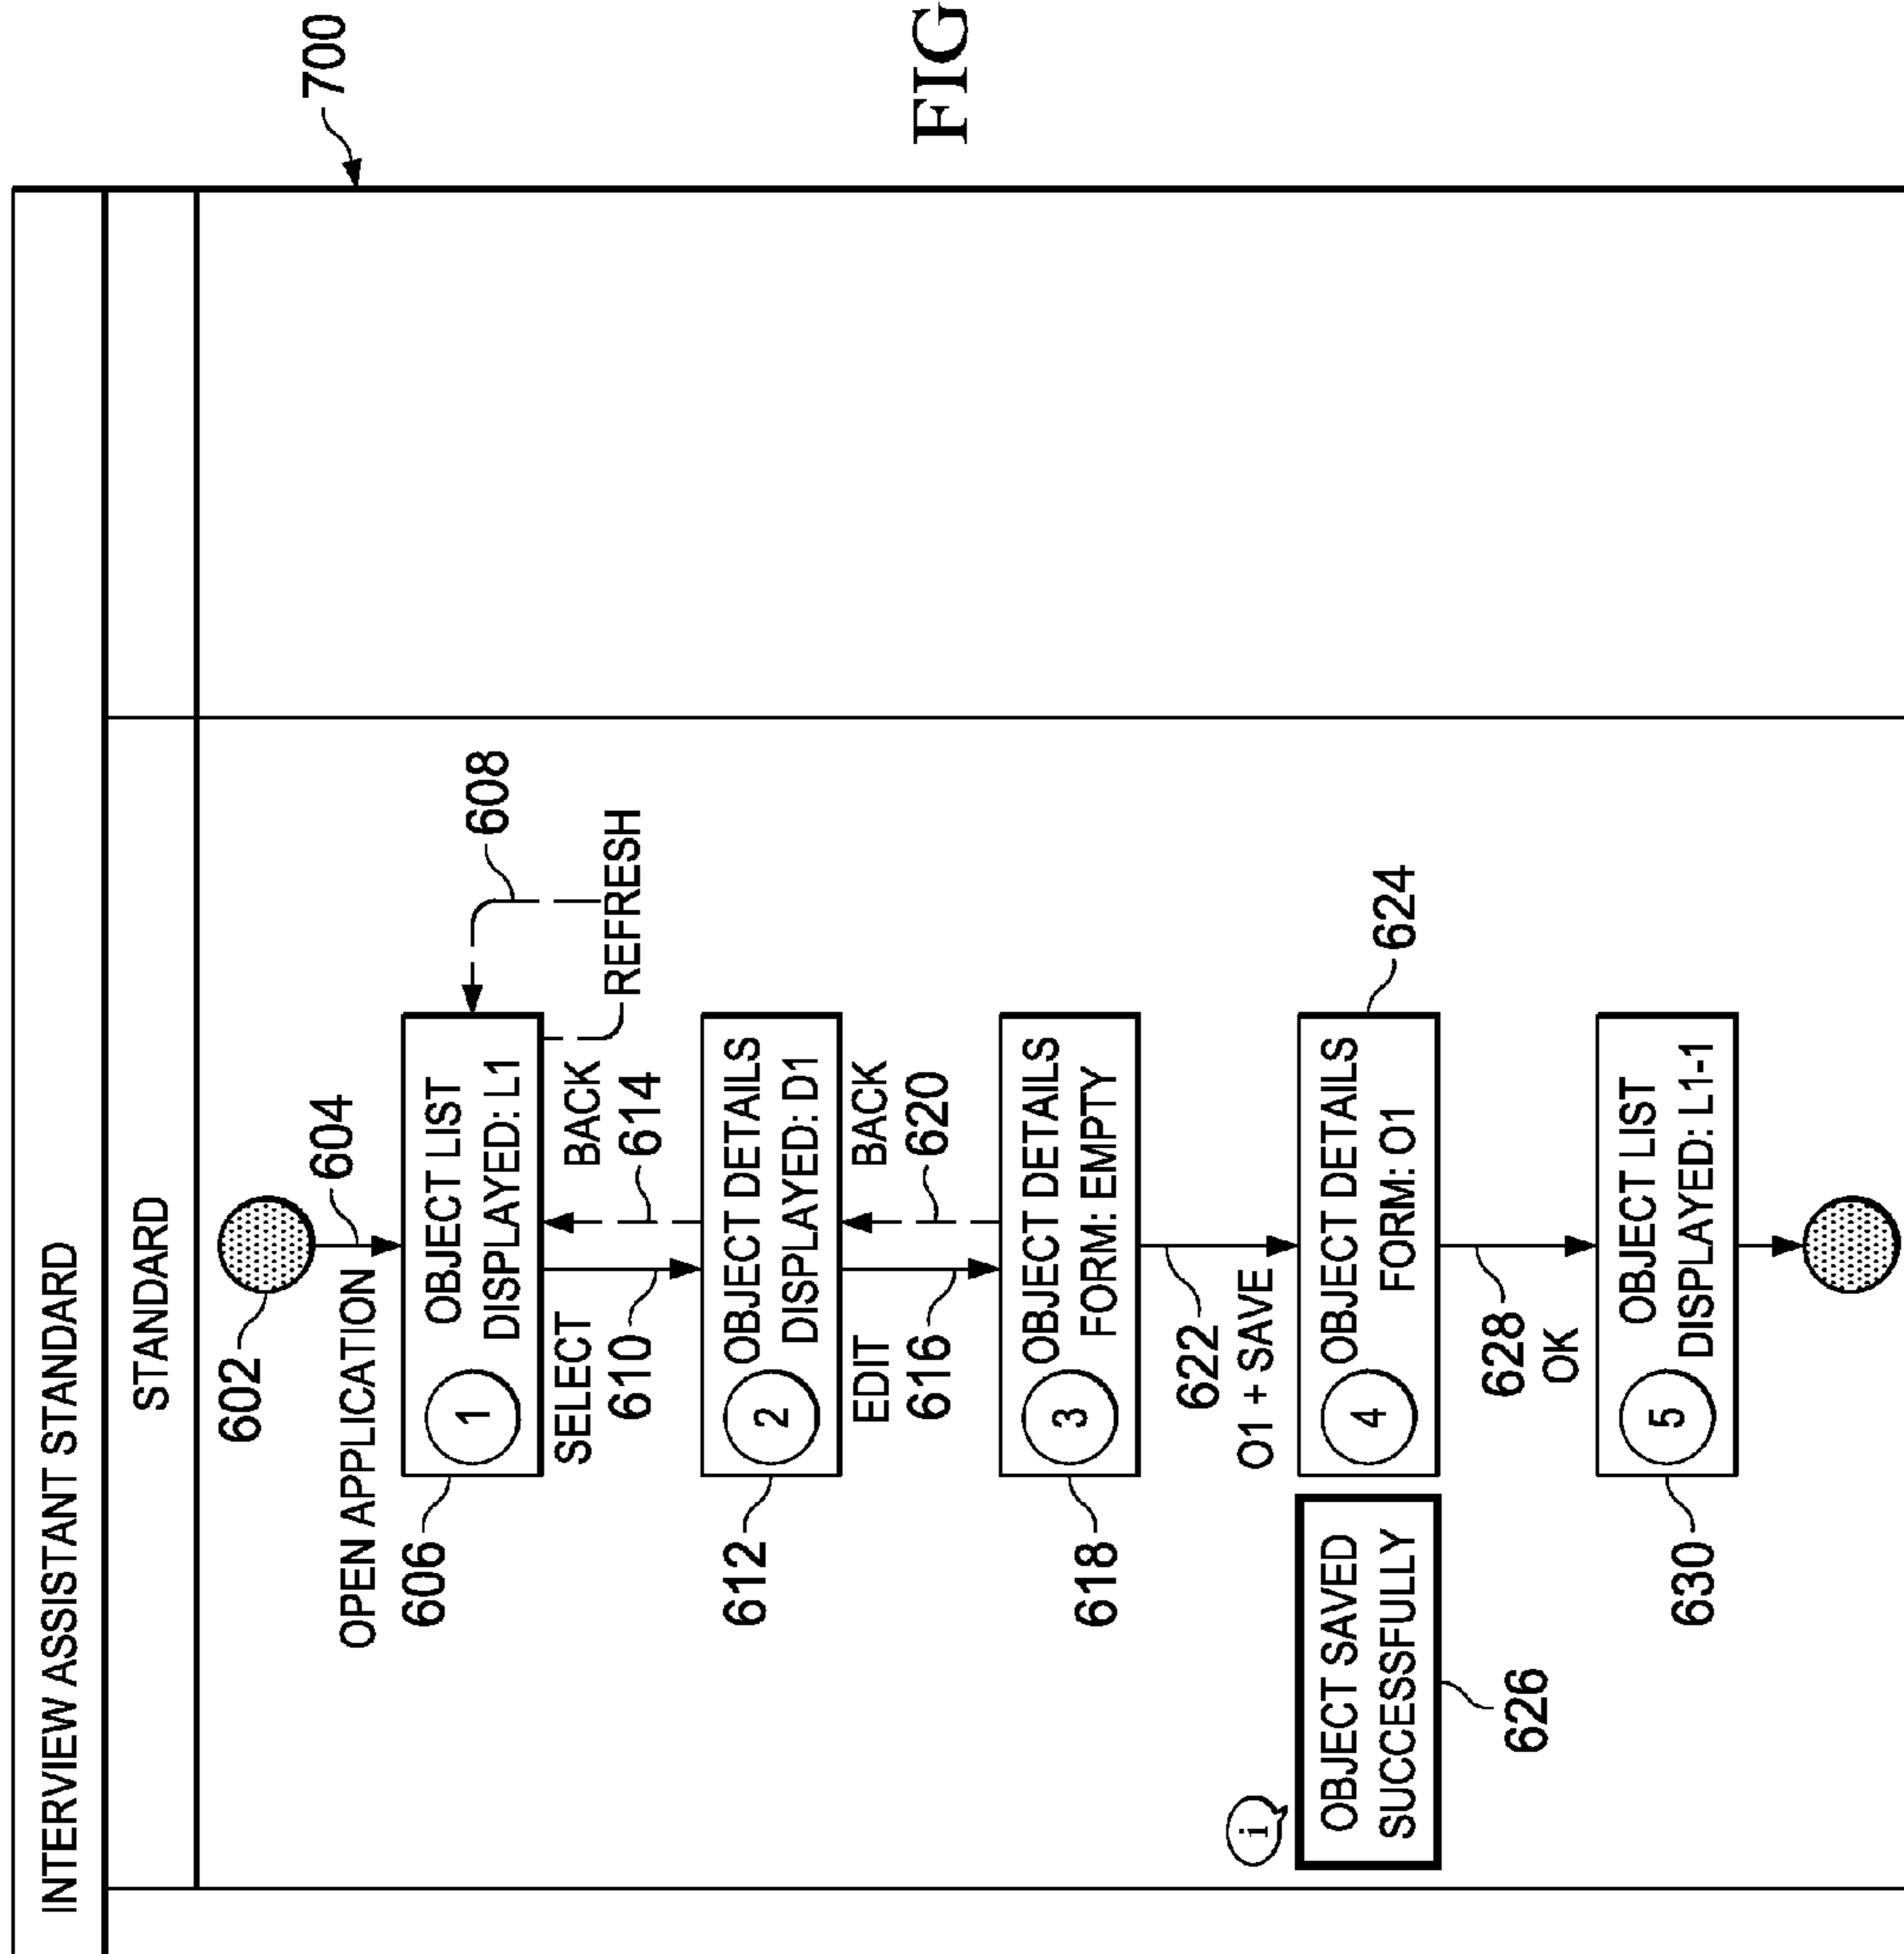 INTERVIEW ASSISTANT STANDARD
STANDARD
700
602
604
OPEN APPLICATION
606
1
OBJECT LIST
DISPLAYED: L1
608
SELECT
610
BACK
614
REFRESH
612
2
OBJECT DETAILS
DISPLAYED: D1
EDIT
616
BACK
620
618
3
OBJECT DETAILS
FORM: EMPTY
622
O1 + SAVE
i
OBJECT SAVED
SUCCESSFULLY
626
4
OBJECT DETAILS
FORM: O1
624
628
OK
630
5
OBJECT LIST
DISPLAYED: L1-1
FIG